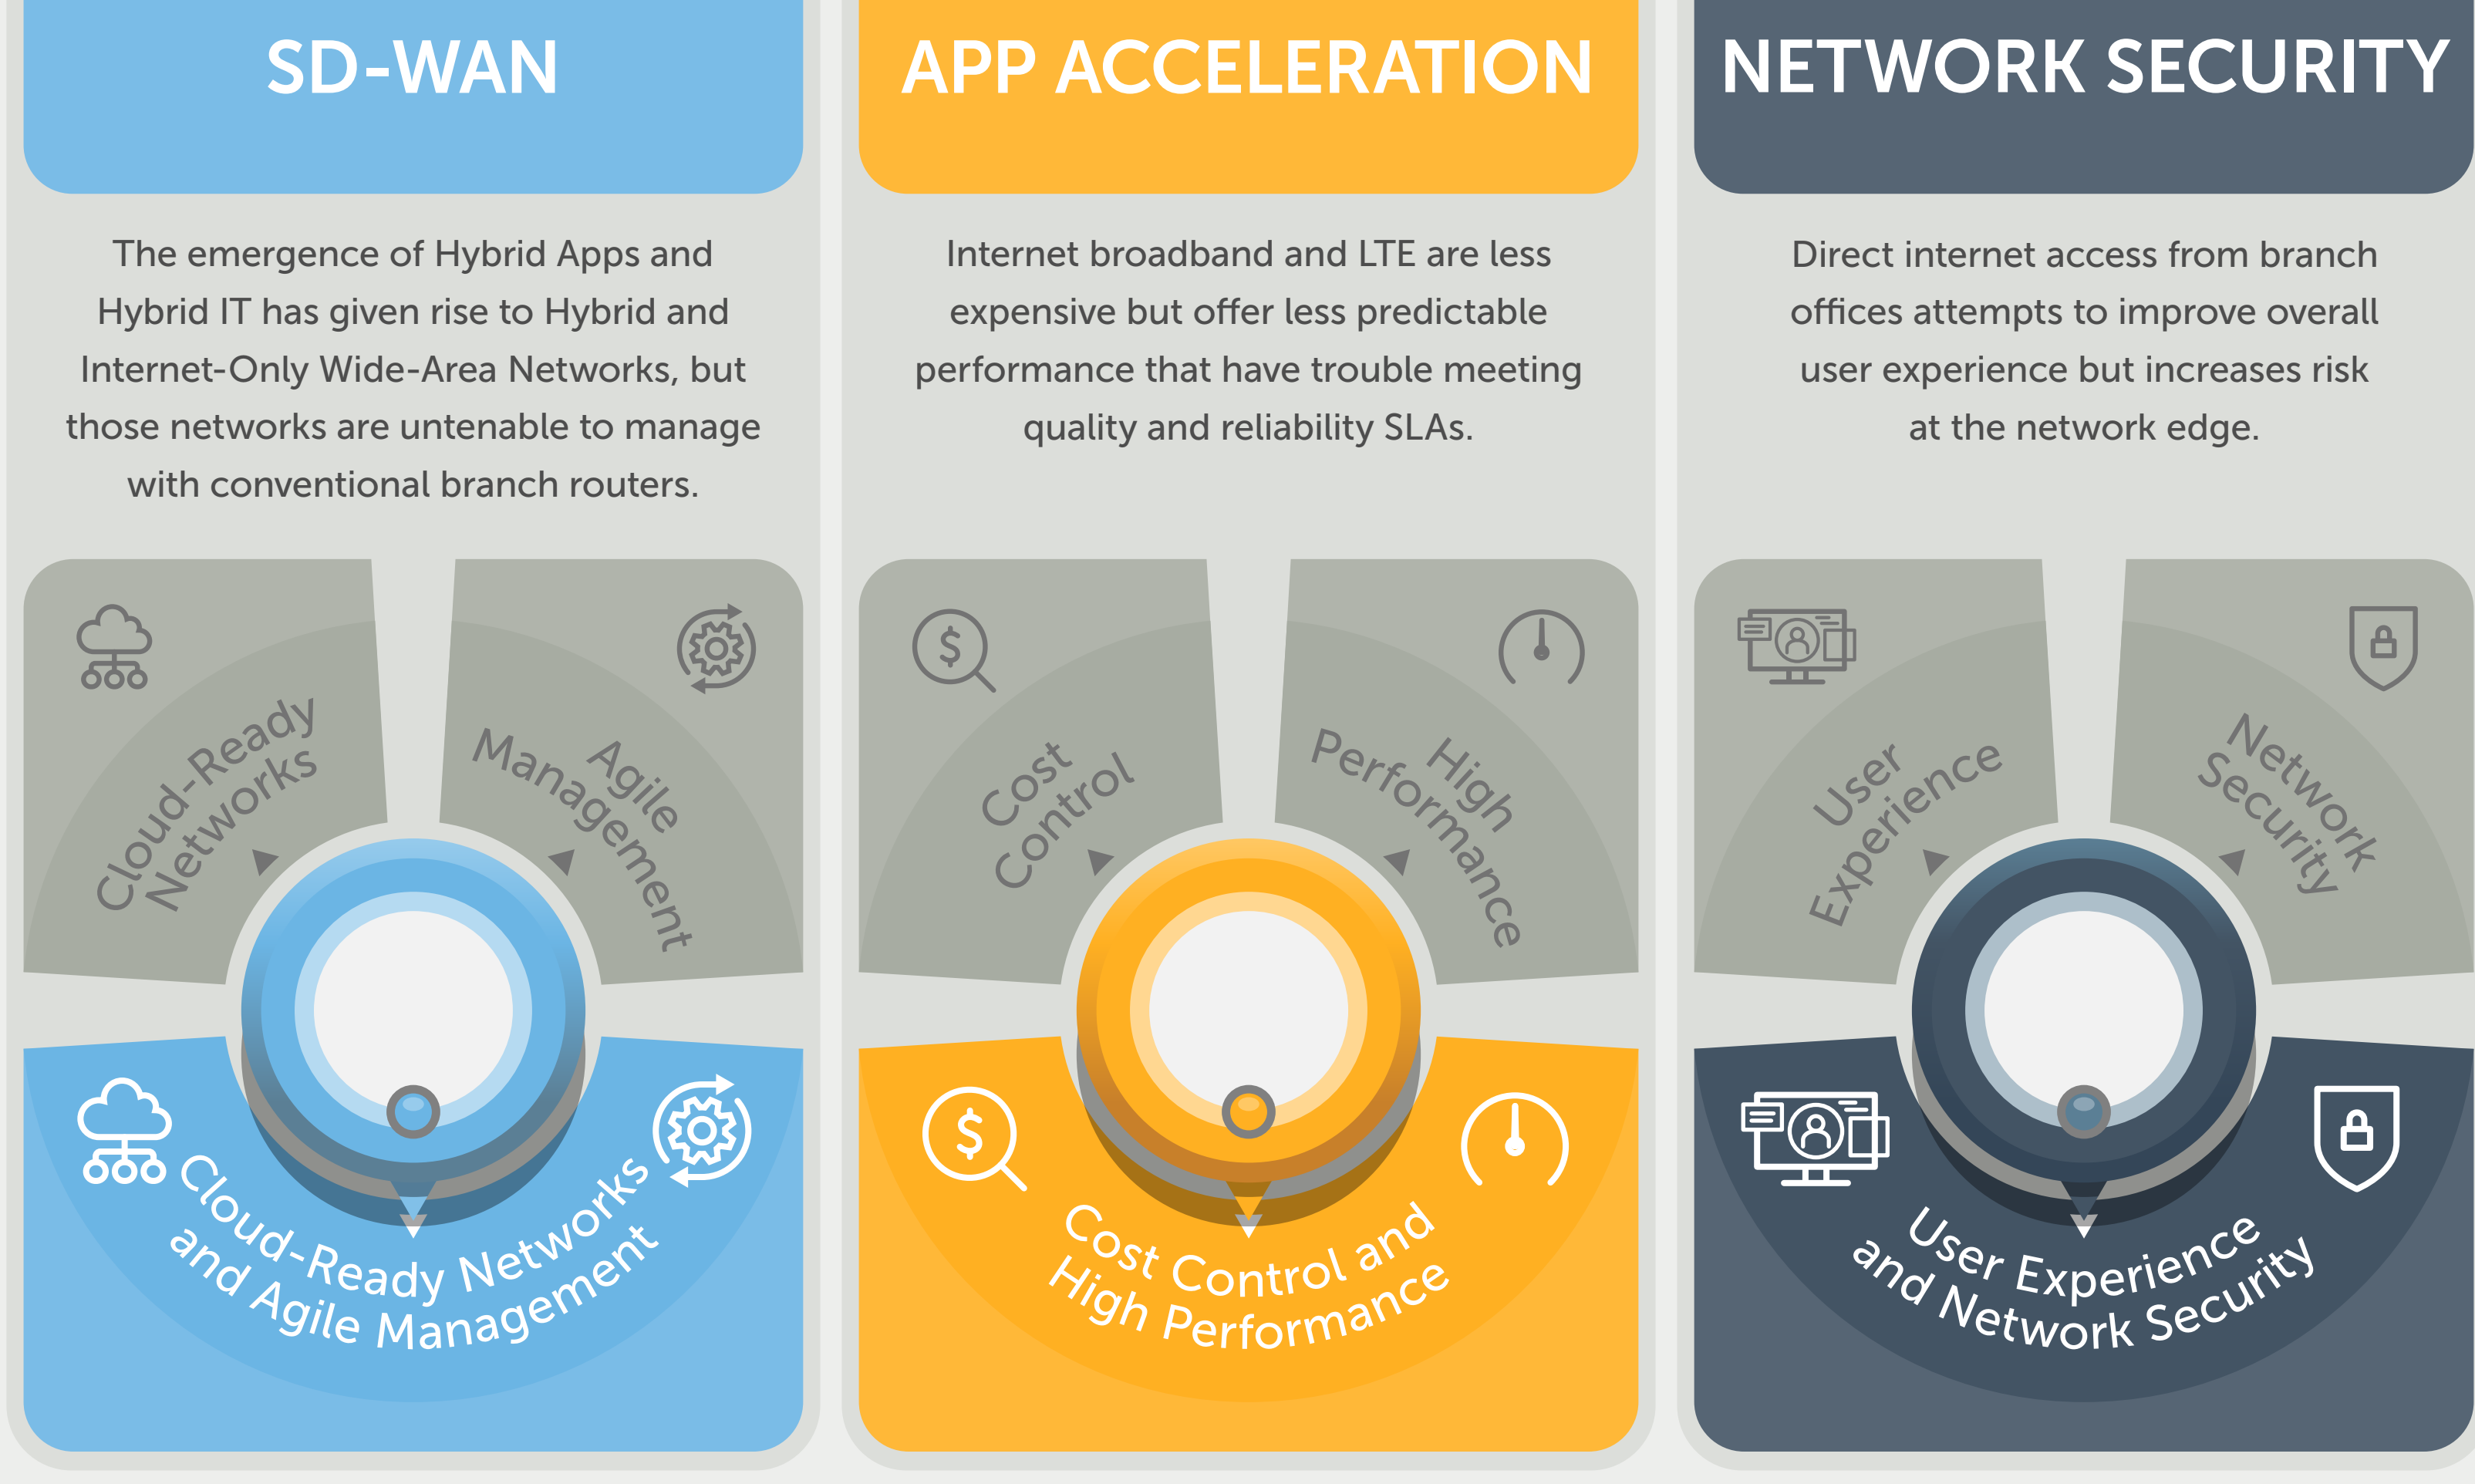 SD-WAN
The emergence of Hybrid Apps and
Hybrid IT has given rise to Hybrid and
Internet-Only Wide-Area Networks, but
those networks are untenable to manage
with conventional branch routers.
Cloud-Ready
Networks
Agile
Management
Cloud-Ready Networks
and Agile Management
APP ACCELERATION
Internet broadband and LTE are less
expensive but offer less predictable
performance that have trouble meeting
quality and reliability SLAs.
$
Cost
Control
High
Performance
$
Cost Control and
High Performance
NETWORK SECURITY
Direct internet access from branch
offices attempts to improve overall
user experience but increases risk
at the network edge.
User
Experience
Network
Security
User Experience
and Network Security